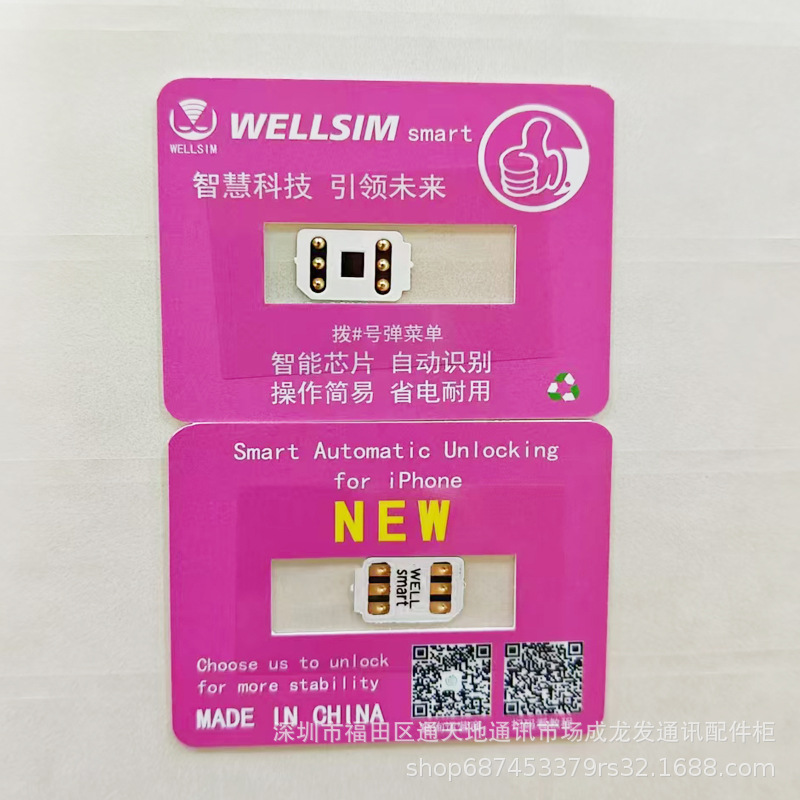 WELLSIM
WELLSIM smart
智慧科技 引领未来
拨#号弹菜单
智能芯片 自动识别
操作简易 省电耐用
Smart Automatic Unlocking
for iPhone
NEW
WELL
smart
Choose us to unlock
for more stability
MADE IN CHINA
深圳市福田区通天地通讯市场成龙发通讯配件柜
shop687453379rs32.1688.com